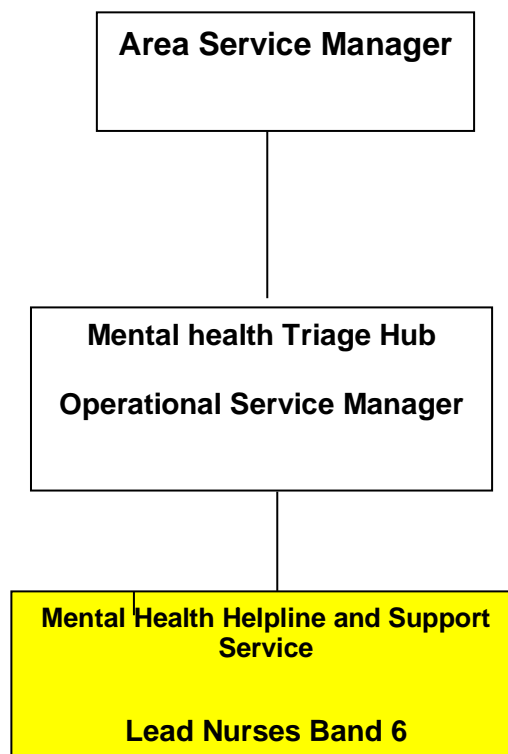 Area Service Manager
Mental health Triage Hub
Operational Service Manager
Mental Health Helpline and Support
Service
Lead Nurses Band 6